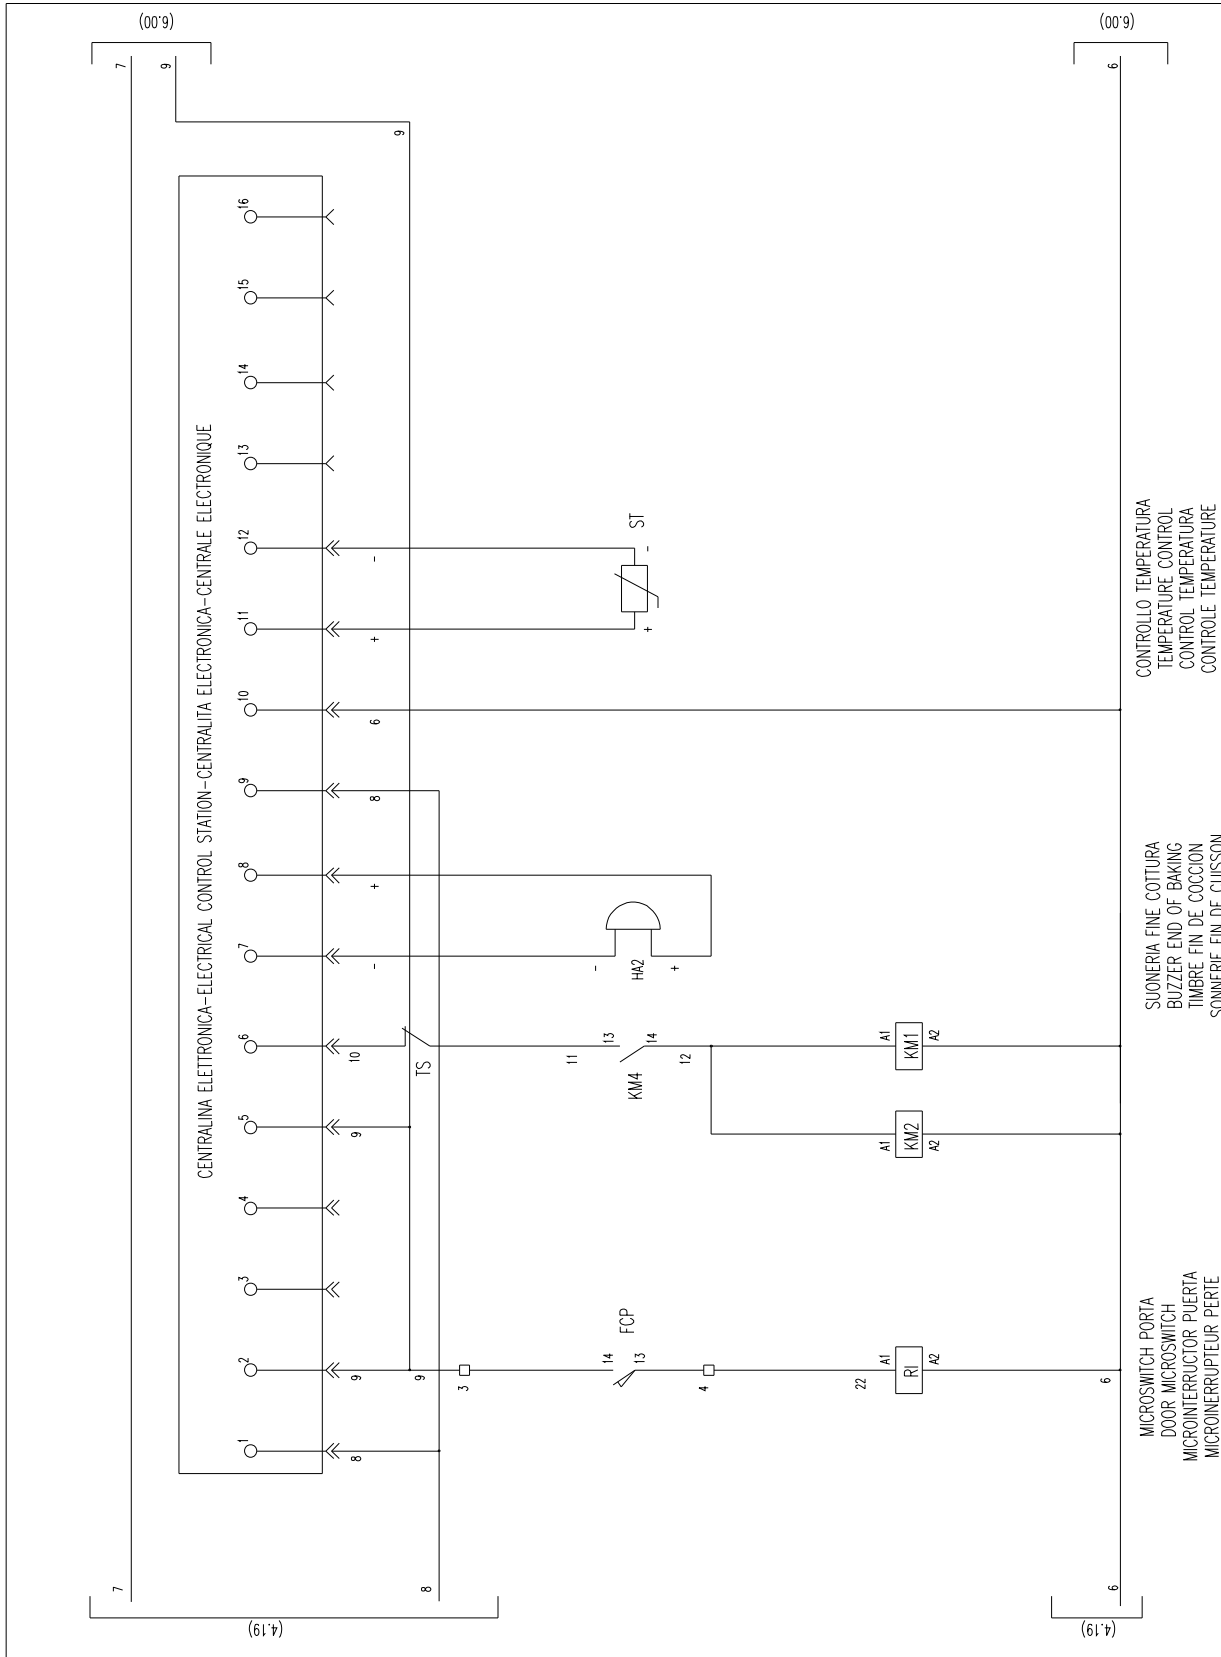 (4.19)
(6.00)
7
7
9
9
CENTRALINA ELETTRONICA-ELECTRICAL CONTROL STATION-CENTRALITA ELECTRONICA-CENTRALE ELECTRONIQUE
1
2
3
4
5
6
7
8
9
10
11
12
13
14
15
16
8
9
9
10
-
+
8
6
+
-
8
9
TS
3
14
FCP
13
4
11
13
KM4
14
12
-
HA2
+
+
ST
-
22
A1
RI
A2
A1
KM2
A2
A1
KM1
A2
6
6
6
(4.19)
(6.00)
MICROSWITCH PORTA
DOOR MICROSWITCH
MICROINTERRUCTOR PUERTA
MICROINERRUPTEUR PERTE
SUONERIA FINE COTTURA
BUZZER END OF BAKING
TIMBRE FIN DE COCCION
SONNERIE FIN DE CUISSON
CONTROLLO TEMPERATURA
TEMPERATURE CONTROL
CONTROL TEMPERATURA
CONTROLE TEMPERATURE